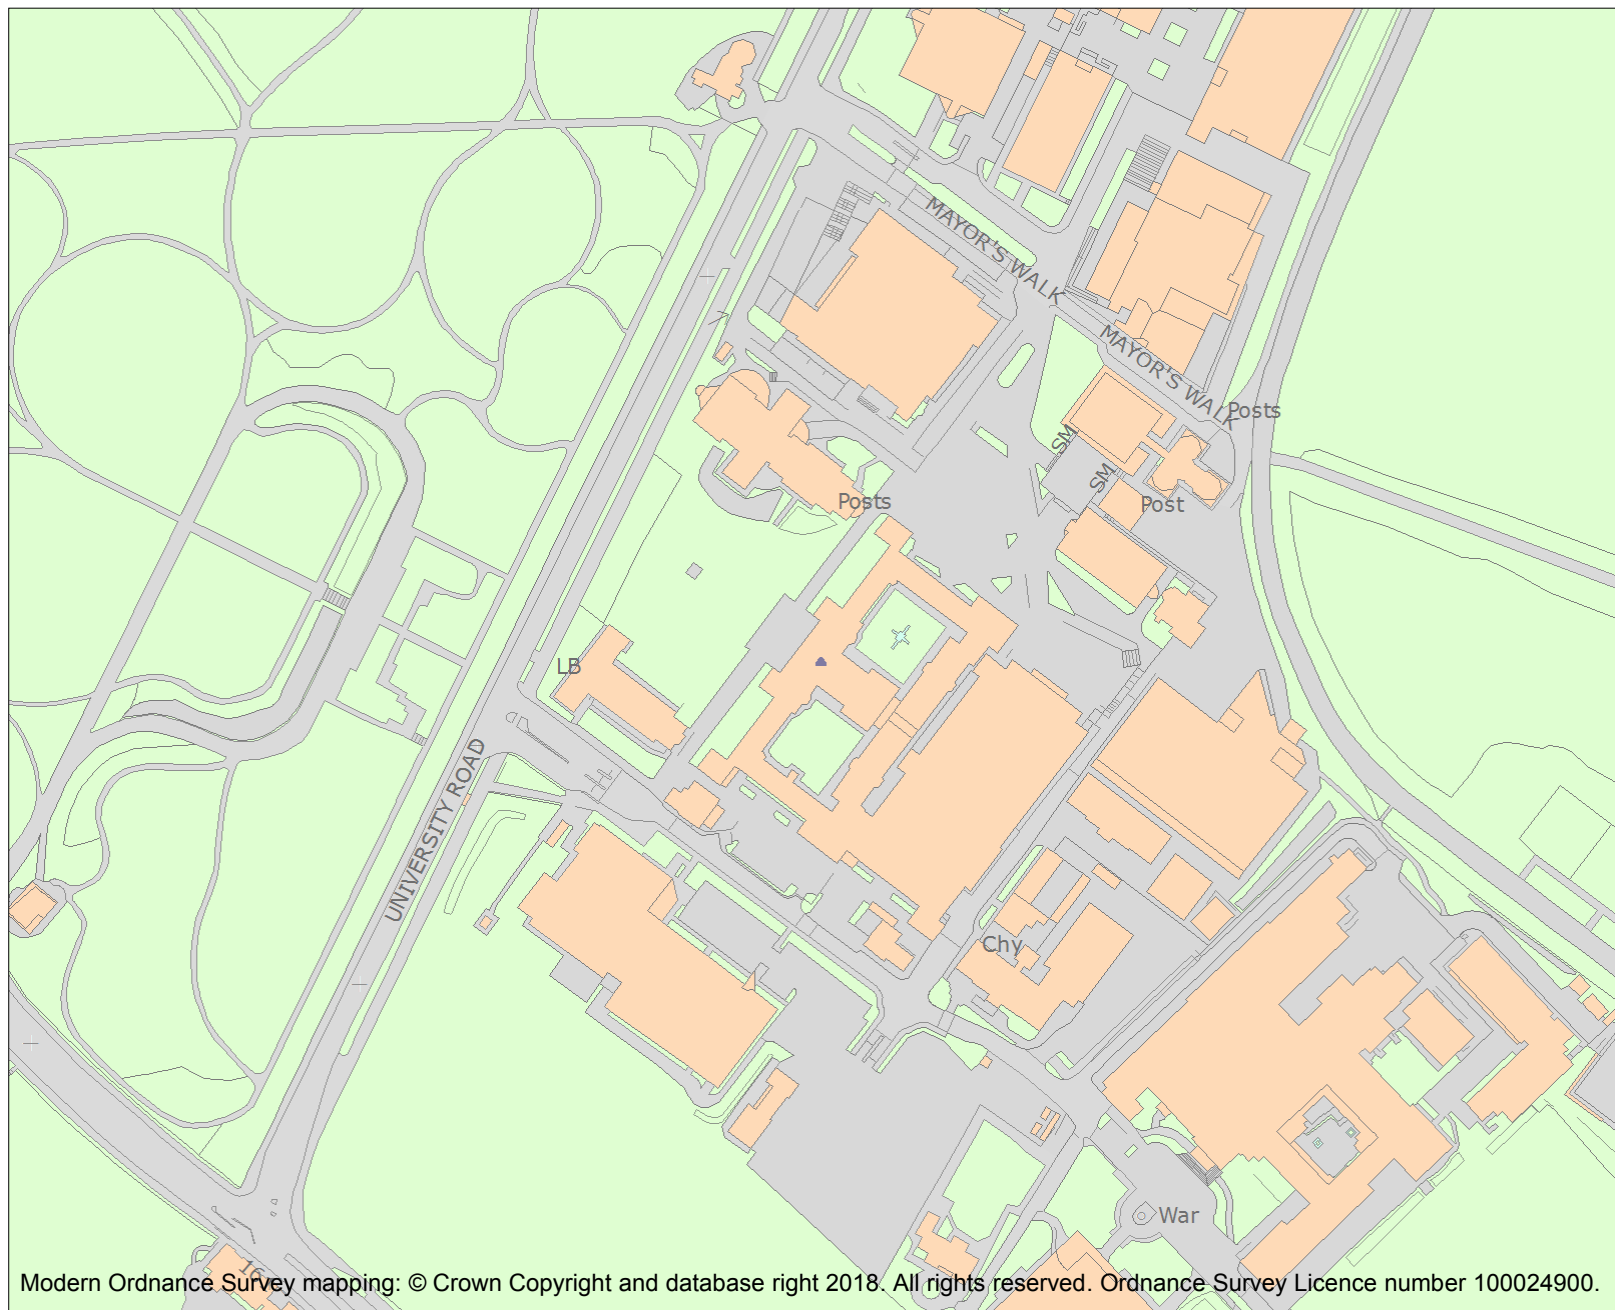 MAYOR'S WALK
MAYOR'S WALK
Posts
SM
SM
Posts
Post
LB
UNIVERSITY ROAD
Chy
War
16
Modern Ordnance Survey mapping: © Crown Copyright and database right 2018. All rights reserved. Ordnance Survey Licence number 100024900.